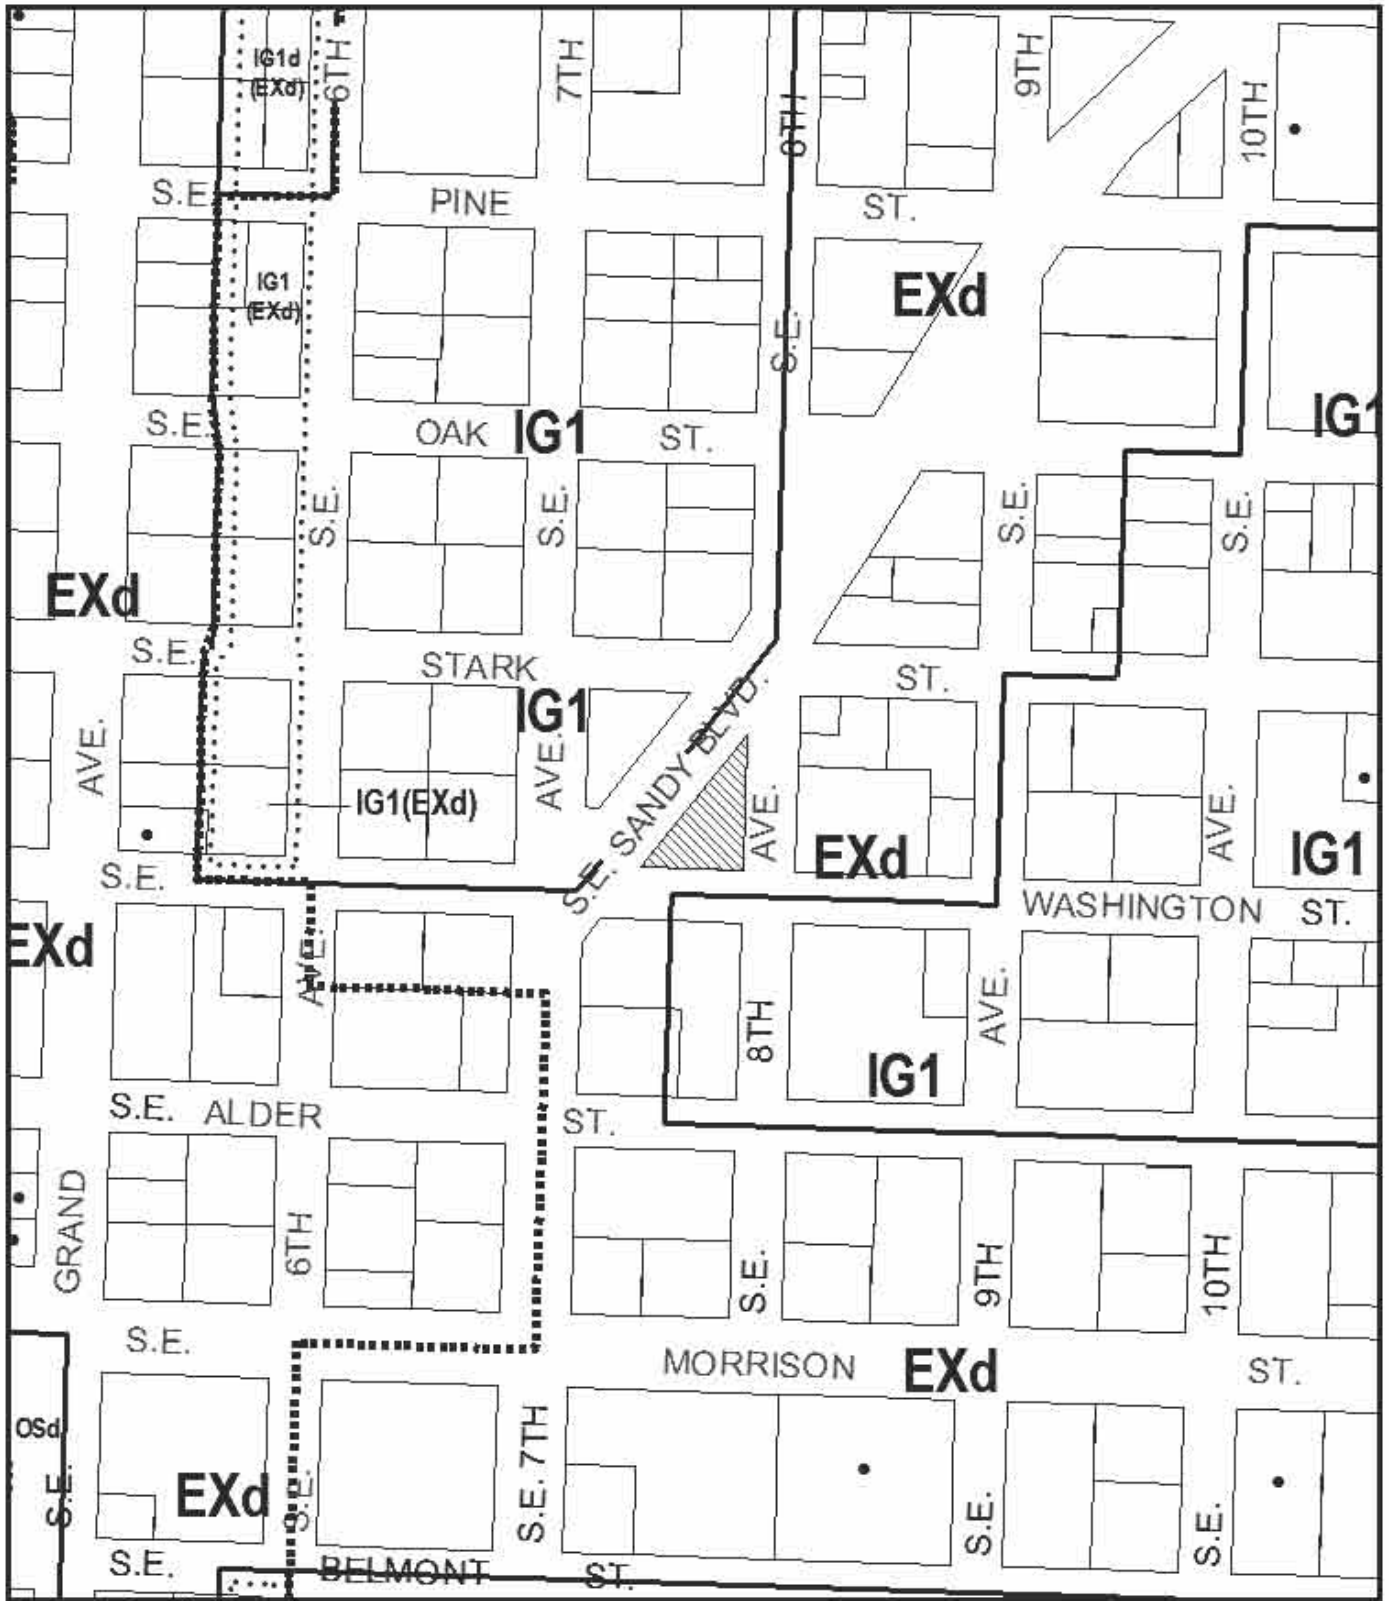 IG1d
(EXd)
6TH
7TH
8TH
9TH
10TH
S.E.
PINE
ST.
IG1
(EXd)
EXd
S.E.
IG1
S.E.
OAK
IG1
ST.
S.E.
S.E.
S.E.
S.E.
EXd
S.E.
STARK
ST.
IG1
AVE.
IG1(EXd)
AVE.
S.E. SANDY BLVD.
AVE.
EXd
AVE.
IG1
S.E.
WASHINGTON
ST.
EXd
AVE.
8TH
AVE.
IG1
S.E.
ALDER
ST.
GRAND
6TH
S.E.
9TH
10TH
S.E.
MORRISON
EXd
ST.
OSd
S.E.
EXd
S.E.
S.E. 7TH
S.E.
S.E.
S.E.
BELMONT
ST.